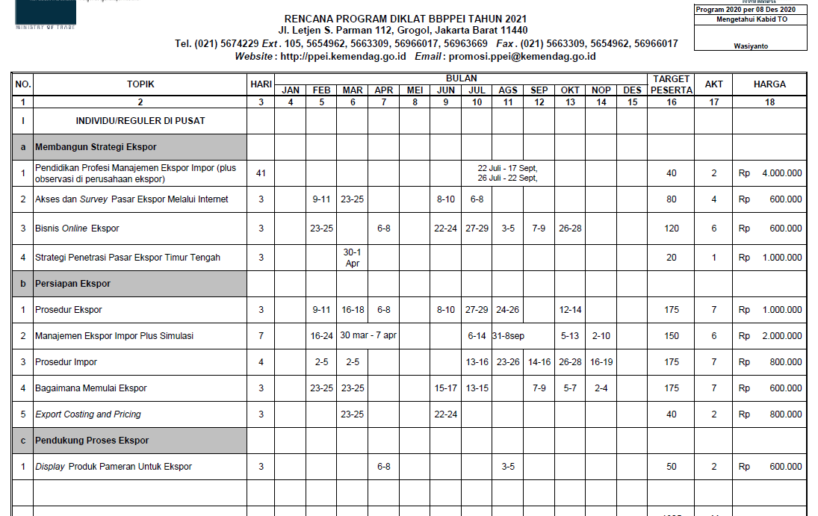 MINISTRY OF TRADE
Program 2020 per 08 Des 2020
Mengetahui Kabid TO
Wasiyanto
RENCANA PROGRAM DIKLAT BBPPEI TAHUN 2021
Jl. Letjen S. Parman 112, Grogol, Jakarta Barat 11440
Tel. (021) 5674229 Ext . 105, 5654962, 5663309, 56966017, 56963669 Fax . (021) 5663309, 5654962, 56966017
Website : http://ppei.kemendag.go.id Email : promosi.ppei@kemendag.go.id
NO. TOPIK HARI BULAN TARGET PESERTA AKT HARGA
JAN FEB MAR APR MEI JUN JUL AGS SEP OKT NOP DES
1 2 3 4 5 6 7 8 9 10 11 12 13 14 15 16 17 18
I INDIVIDU/REGULER DI PUSAT
a Membangun Strategi Ekspor
1 Pendidikan Profesi Manajemen Ekspor Impor (plus observasi di perusahaan ekspor) 41 22 Juli - 17 Sept, 26 Juli - 22 Sept, 40 2 Rp 4.000.000
2 Akses dan Survey Pasar Ekspor Melalui Internet 3 9-11 23-25 8-10 6-8 80 4 Rp 600.000
3 Bisnis Online Ekspor 3 23-25 6-8 22-24 27-29 3-5 7-9 26-28 120 6 Rp 600.000
4 Strategi Penetrasi Pasar Ekspor Timur Tengah 3 30-1 Apr 20 1 Rp 1.000.000
b Persiapan Ekspor
1 Prosedur Ekspor 3 9-11 16-18 6-8 8-10 27-29 24-26 12-14 175 7 Rp 1.000.000
2 Manajemen Ekspor Impor Plus Simulasi 7 16-24 30 mar - 7 apr 6-14 31-8sep 5-13 2-10 150 6 Rp 2.000.000
3 Prosedur Impor 4 2-5 2-5 13-16 23-26 14-16 26-28 16-19 175 7 Rp 800.000
4 Bagaimana Memulai Ekspor 3 23-25 23-25 15-17 13-15 7-9 5-7 2-4 175 7 Rp 600.000
5 Export Costing and Pricing 3 23-25 22-24 40 2 Rp 800.000
c Pendukung Proses Ekspor
1 Display Produk Pameran Untuk Ekspor 3 6-8 3-5 50 2 Rp 600.000